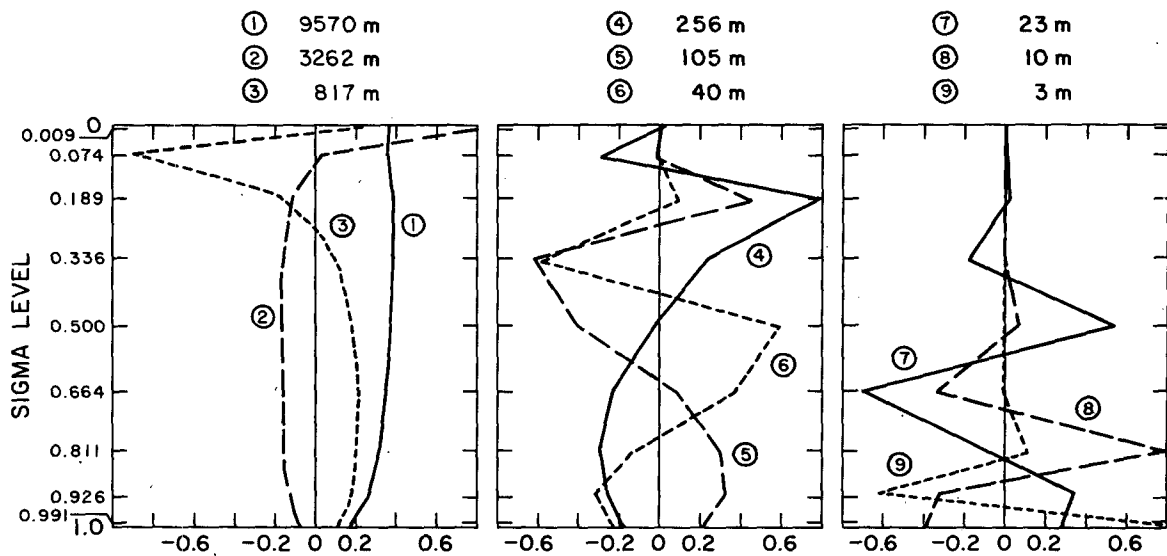 ① 9570 m
② 3262 m
③ 817 m
④ 256 m
⑤ 105 m
⑥ 40 m
⑦ 23 m
⑧ 10 m
⑨ 3 m
SIGMA LEVEL
0
0.009
0.074
0.189
0.336
0.500
0.664
0.811
0.926
0.991
1.0
① ② ③
④ ⑤ ⑥
⑦ ⑧ ⑨
-0.6 -0.2 0 0.2 0.6
-0.6 -0.2 0 0.2 0.6
-0.6 -0.2 0 0.2 0.6